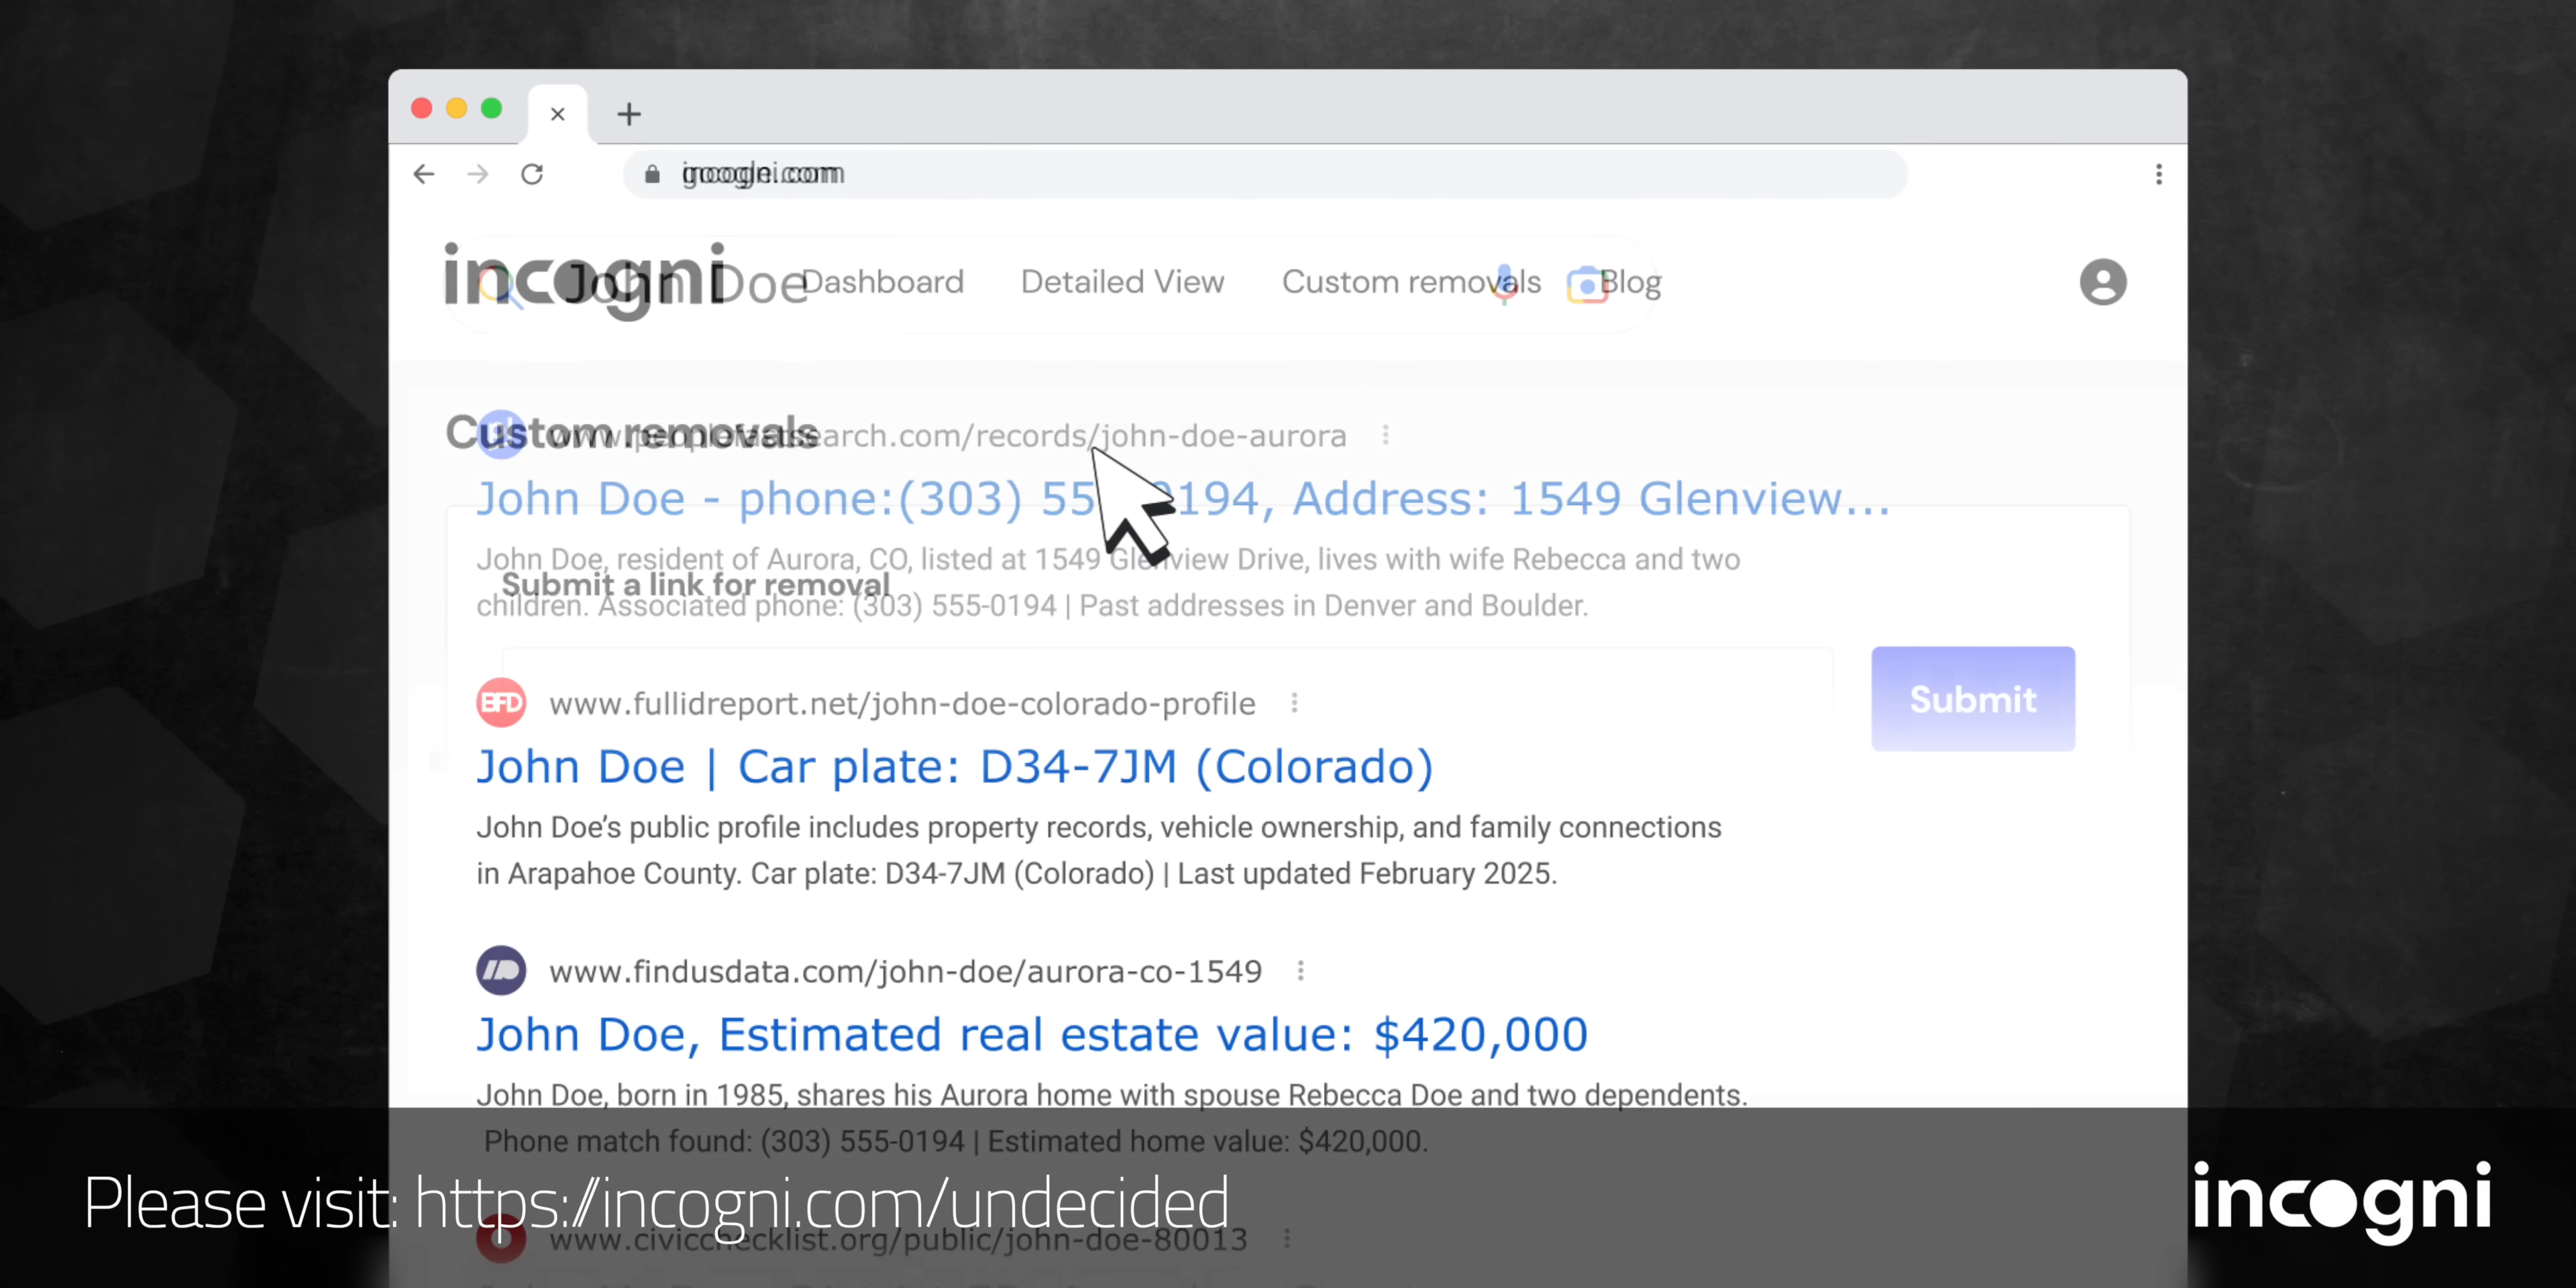 incogni.com
google.com
incogni
John Doe
Dashboard
Detailed View
Custom removals
Blog
Custom removals
search.com/records/john-doe-aurora
John Doe - phone:(303) 194, Address: 1549 Glenview...
John Doe, resident of Aurora, CO, listed at 1549 Glenview Drive, lives with wife Rebecca and two
Submit a link for removal
children. Associated phone: (303) 555-0194 | Past addresses in Denver and Boulder.
Submit
BFD
www.fullidreport.net/john-doe-colorado-profile
John Doe | Car plate: D34-7JM (Colorado)
John Doe’s public profile includes property records, vehicle ownership, and family connections
in Arapahoe County. Car plate: D34-7JM (Colorado) | Last updated February 2025.
www.findusdata.com/john-doe/aurora-co-1549
John Doe, Estimated real estate value: $420,000
John Doe, born in 1985, shares his Aurora home with spouse Rebecca Doe and two dependents.
Phone match found: (303) 555-0194 | Estimated home value: $420,000.
Please visit: https://incogni.com/undecided
incogni
www.civicchecklist.org/public/john-doe-80013